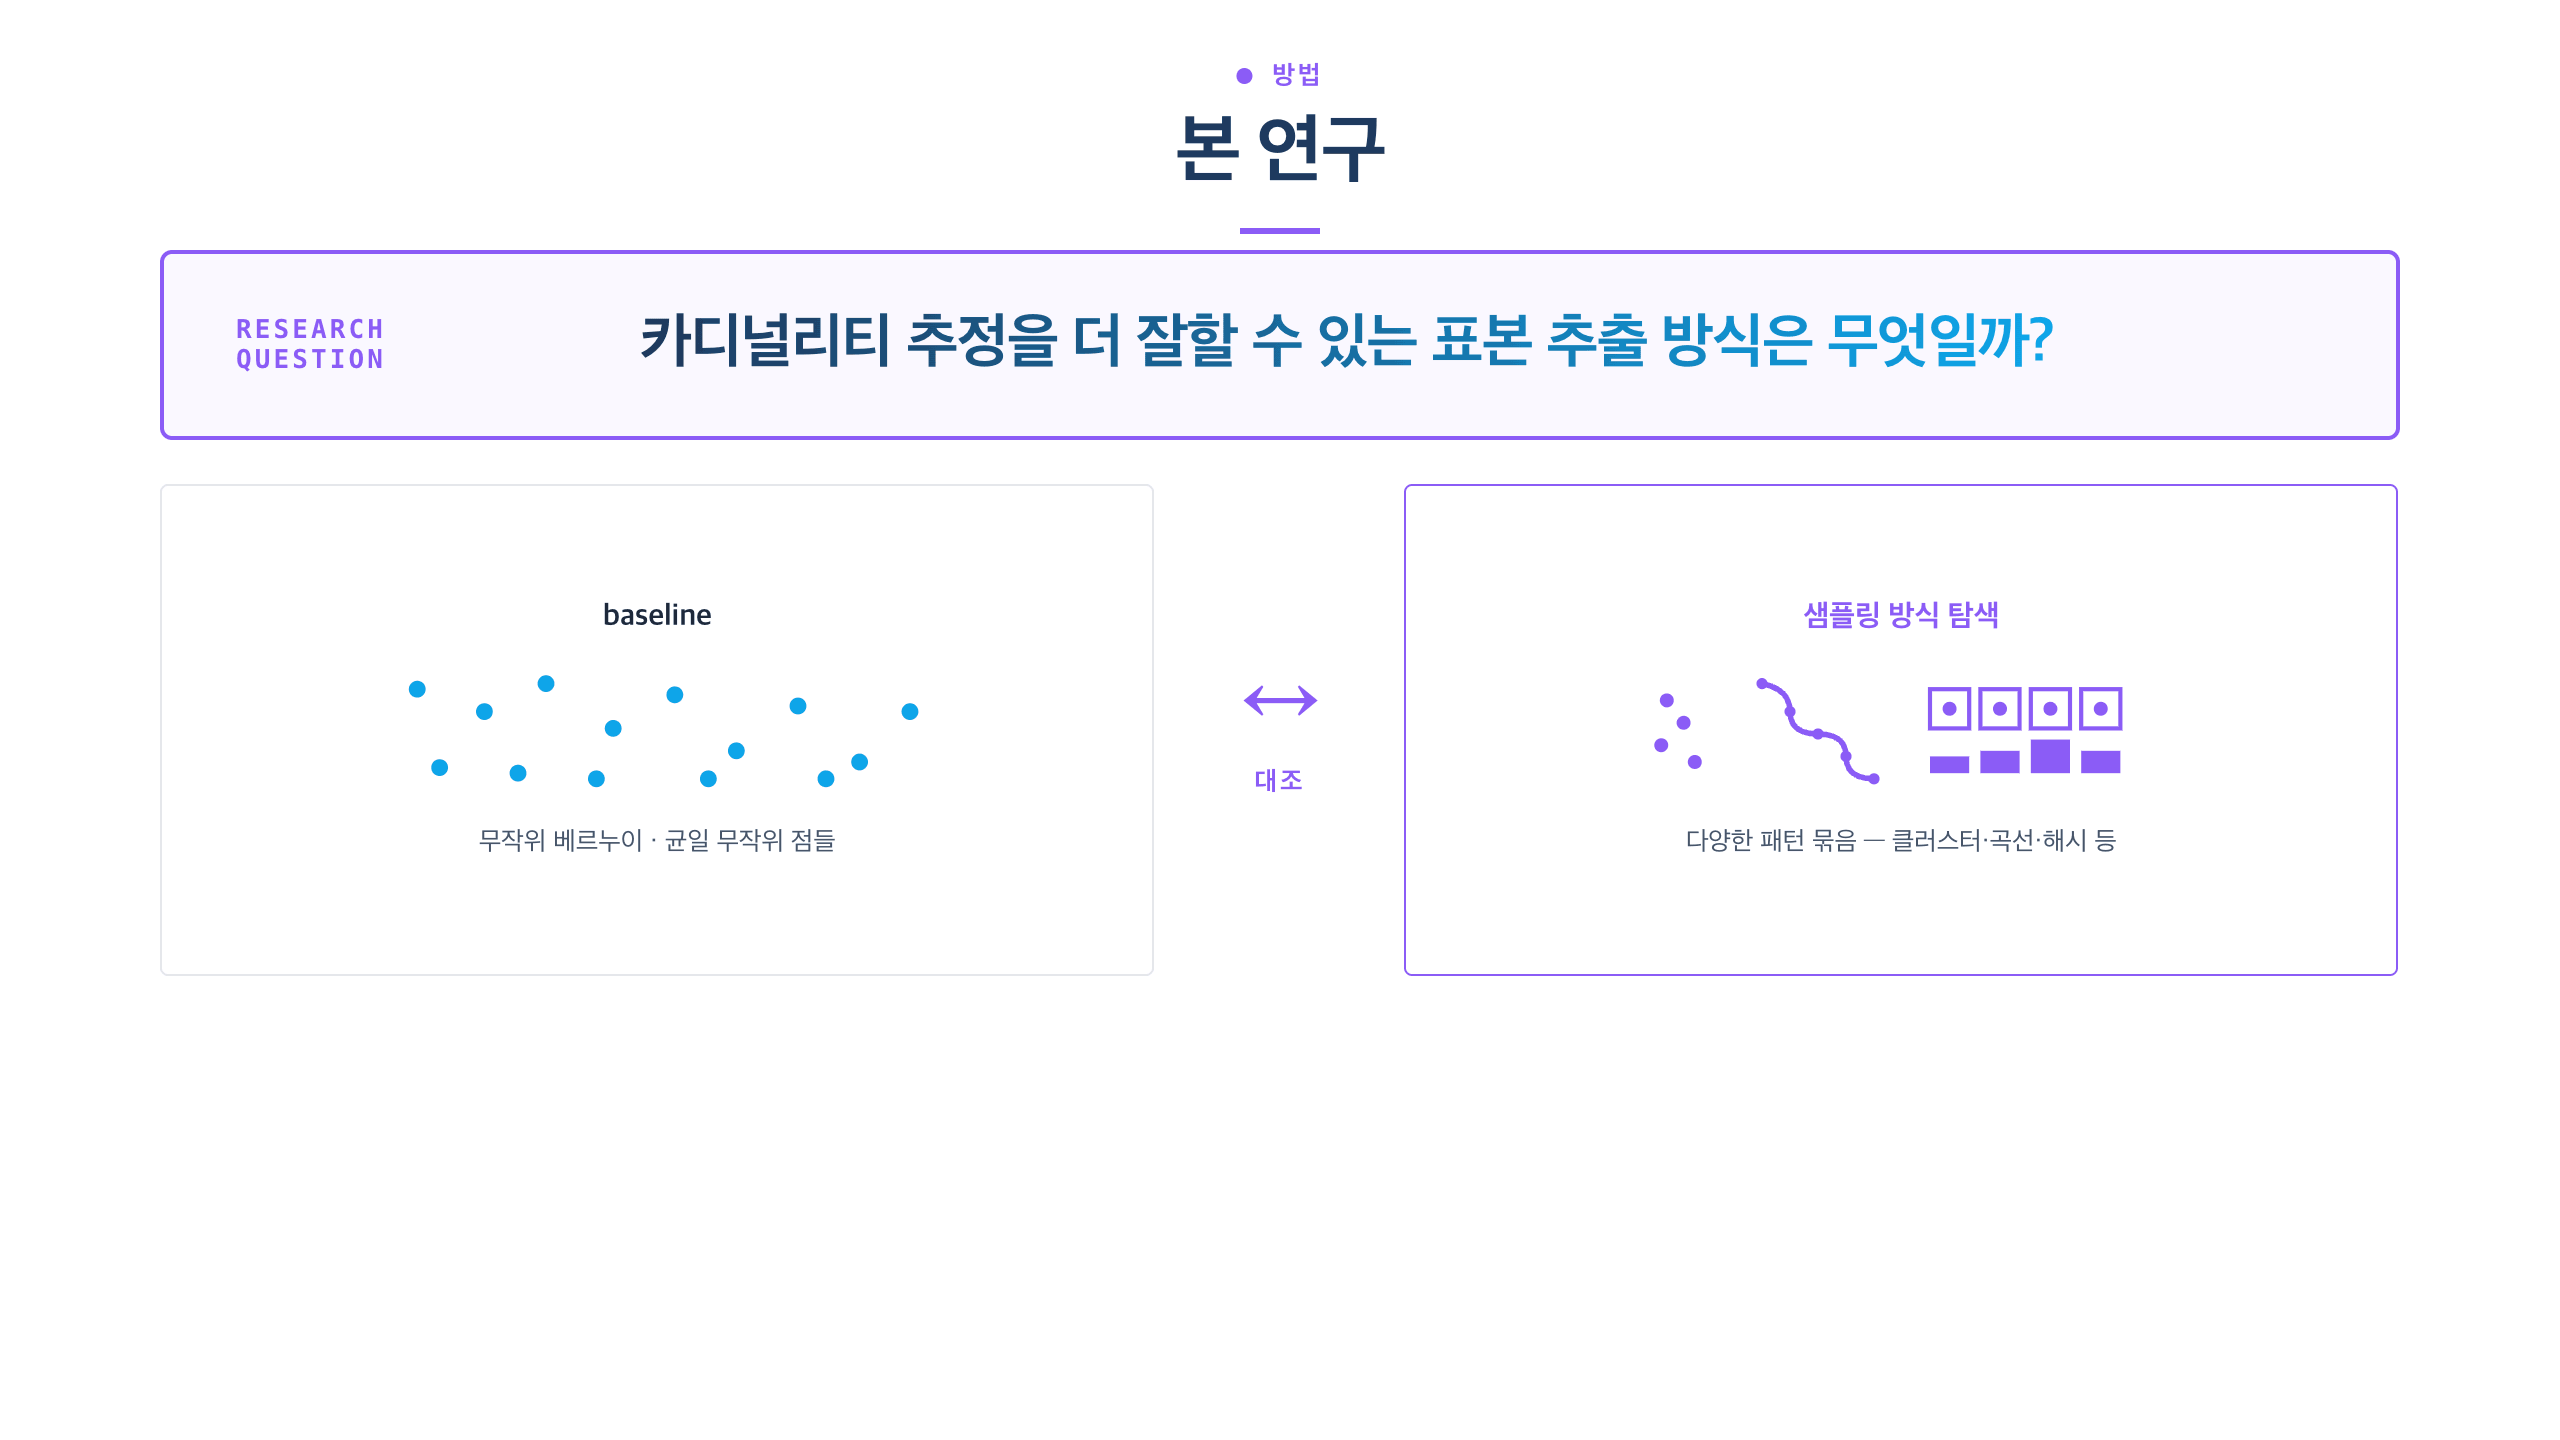 방법
본 연구
RESEARCH
QUESTION
카디널리티 추정을 더 잘할 수 있는 표본 추출 방식은 무엇일까?
baseline
무작위 베르누이 · 균일 무작위 점들
대조
샘플링 방식 탐색
다양한 패턴 묶음 — 클러스터·곡선·해시 등